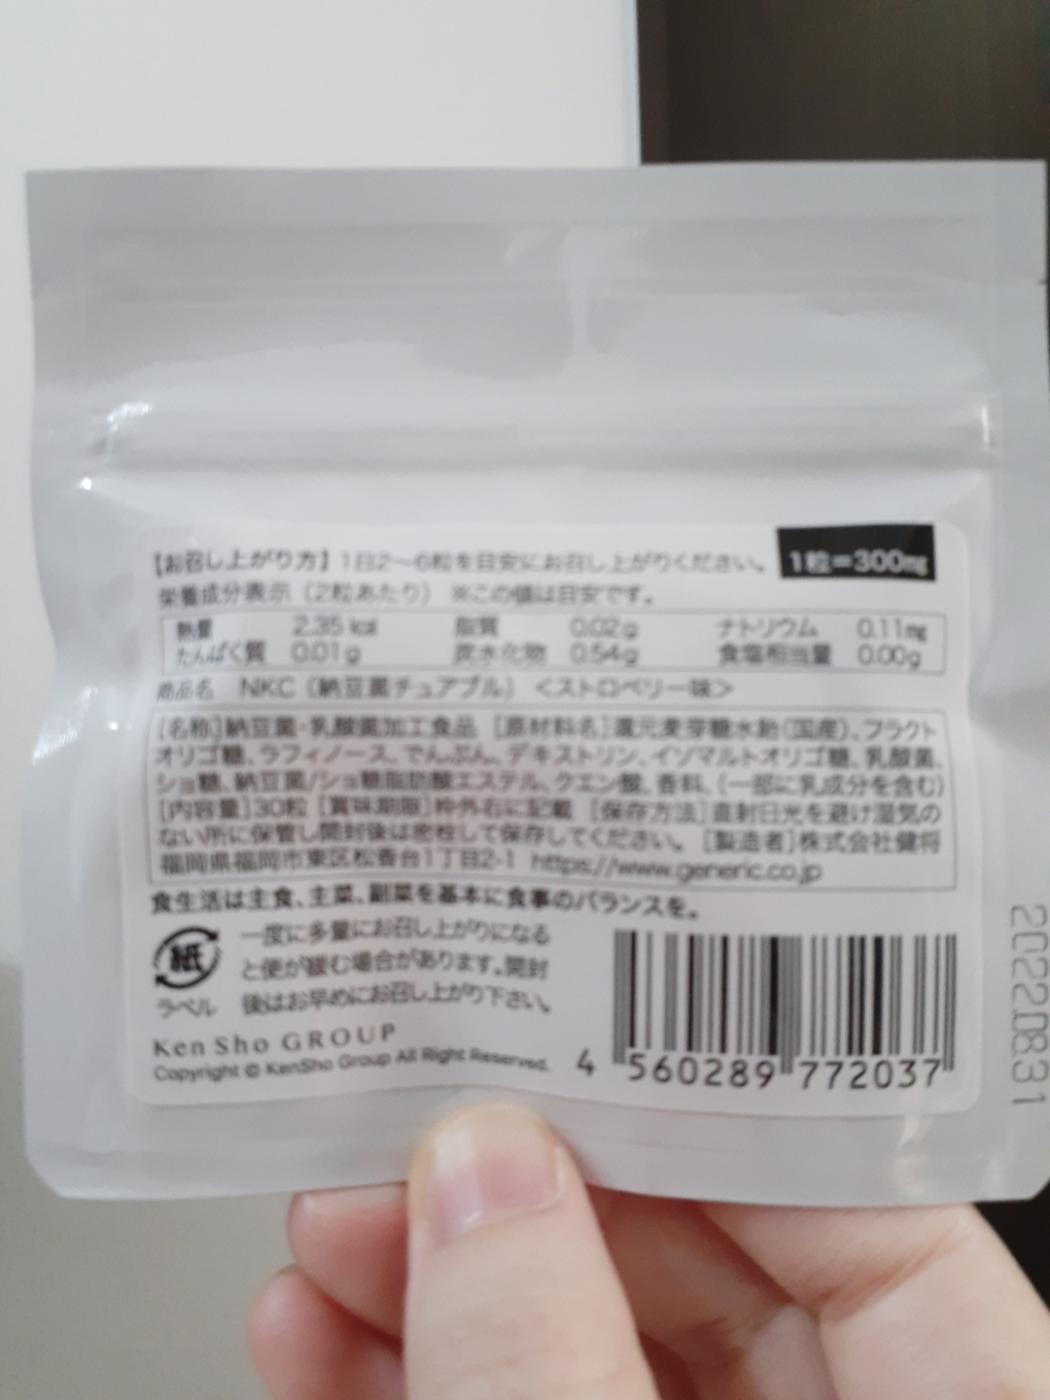 【お召し上がり方】1日2〜6粒を目安にお召し上がりください。
1粒=300mg
栄養成分表示（2粒あたり）※この値は目安です。
熱量 2.35 kcal 脂質 0.02g ナトリウム 0.11mg
たんぱく質 0.01g 炭水化物 0.54g 食塩相当量 0.00g
商品名 NKC（納豆菌チュアブル）＜ストロベリー味＞
［名称］納豆菌・乳酸菌加工食品 ［原材料名］還元麦芽糖水飴(国産)、フラクト
オリゴ糖、ラフィノース、でんぷん、デキストリン、イソマルトオリゴ糖、乳酸菌、
ショ糖、納豆菌/ショ糖脂肪酸エステル、クエン酸、香料、(一部に乳成分を含む)
［内容量］30粒 ［賞味期限］枠外右に記載 ［保存方法］直射日光を避け湿気の
ない所に保管し開封後は密栓して保存してください。［製造者］株式会社健将
福岡県福岡市東区松香台1丁目2-1 https://www.generic.co.jp
食生活は主食、主菜、副菜を基本に食事のバランスを。
紙
ラベル
一度に多量にお召し上がりになる
と便が緩む場合があります。開封
後はお早めにお召し上がり下さい。
Ken Sho GROUP
Copyright © KenSho Group All Right Reserved.
4 560289 772037
2022.08.31